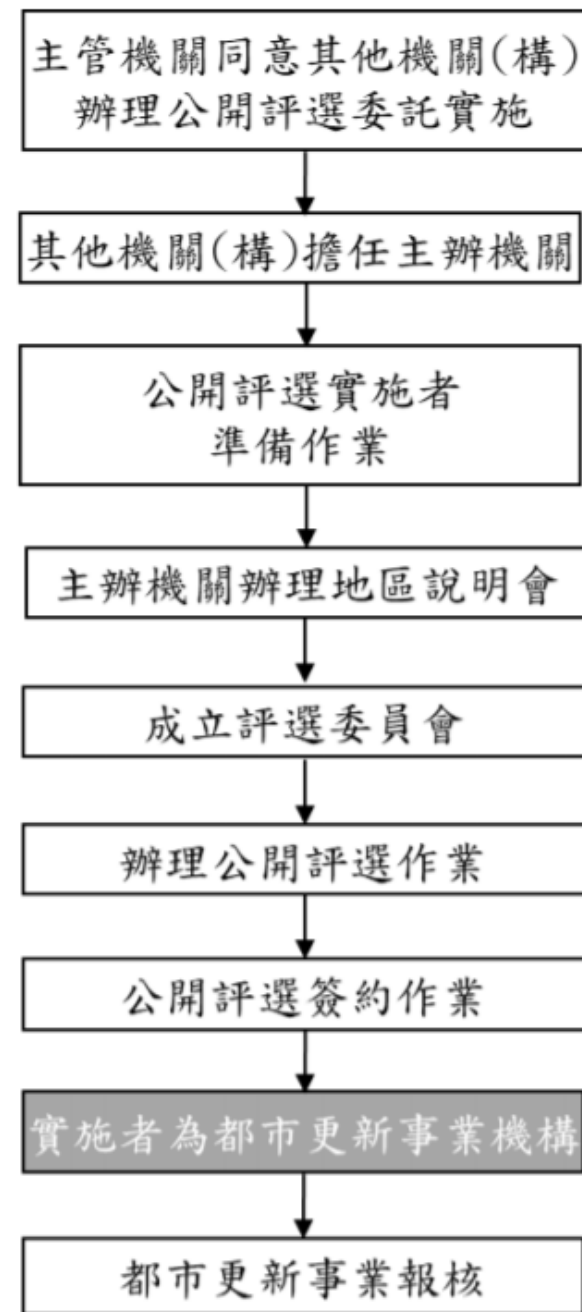 主管機關同意其他機關(構)
辦理公開評選委託實施
其他機關(構)擔任主辦機關
公開評選實施者
準備作業
主辦機關辦理地區說明會
成立評選委員會
辦理公開評選作業
公開評選簽約作業
實施者為都市更新事業機構
都市更新事業報核